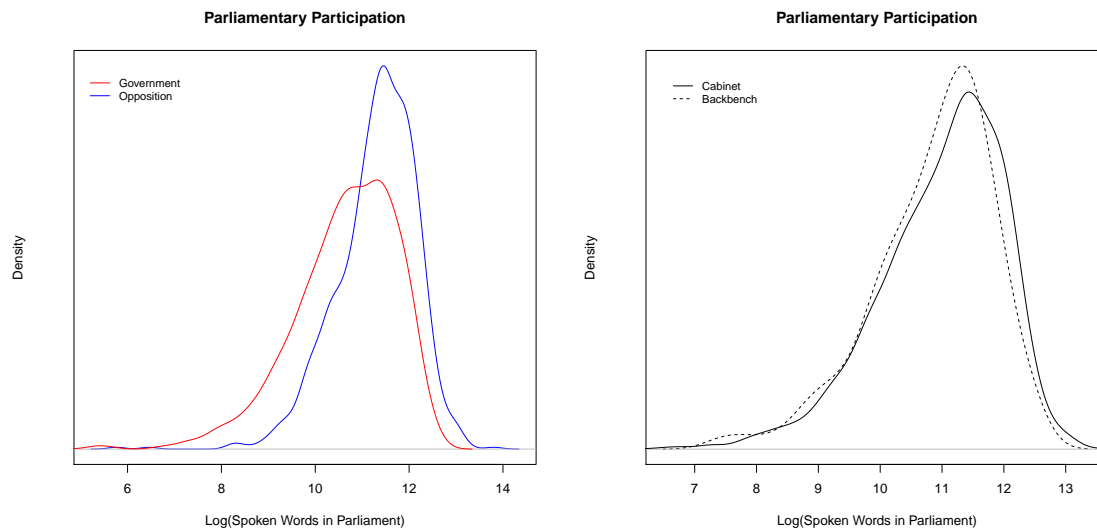 Parliamentary Participation
Government
Opposition
Density
6 8 10 12 14
Log(Spoken Words in Parliament)
Parliamentary Participation
Cabinet
Backbench
Density
7 8 9 10 11 12 13
Log(Spoken Words in Parliament)